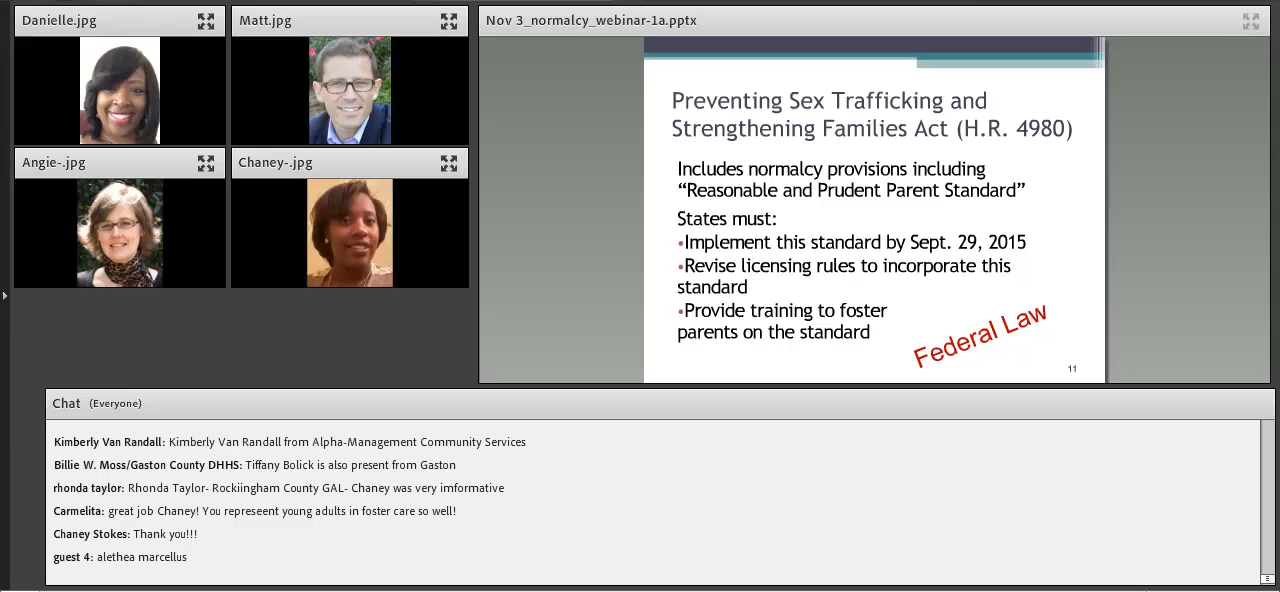 Danielle.jpg
Matt.jpg
Nov 3_normalcy_webinar-1a.pptx
Angie-.jpg
Chaney-.jpg
Preventing Sex Trafficking and
Strengthening Families Act (H.R. 4980)
Includes normalcy provisions including
“Reasonable and Prudent Parent Standard”
States must:
•Implement this standard by Sept. 29, 2015
•Revise licensing rules to incorporate this
standard
•Provide training to foster
parents on the standard
Federal Law
11
Chat (Everyone)
Kimberly Van Randall: Kimberly Van Randall from Alpha-Management Community Services
Billie W. Moss/Gaston County DHHS: Tiffany Bolick is also present from Gaston
rhonda taylor: Rhonda Taylor- Rockiingham County GAL- Chaney was very imformative
Carmelita: great job Chaney! You represeent young adults in foster care so well!
Chaney Stokes: Thank you!!!
guest 4: alethea marcellus